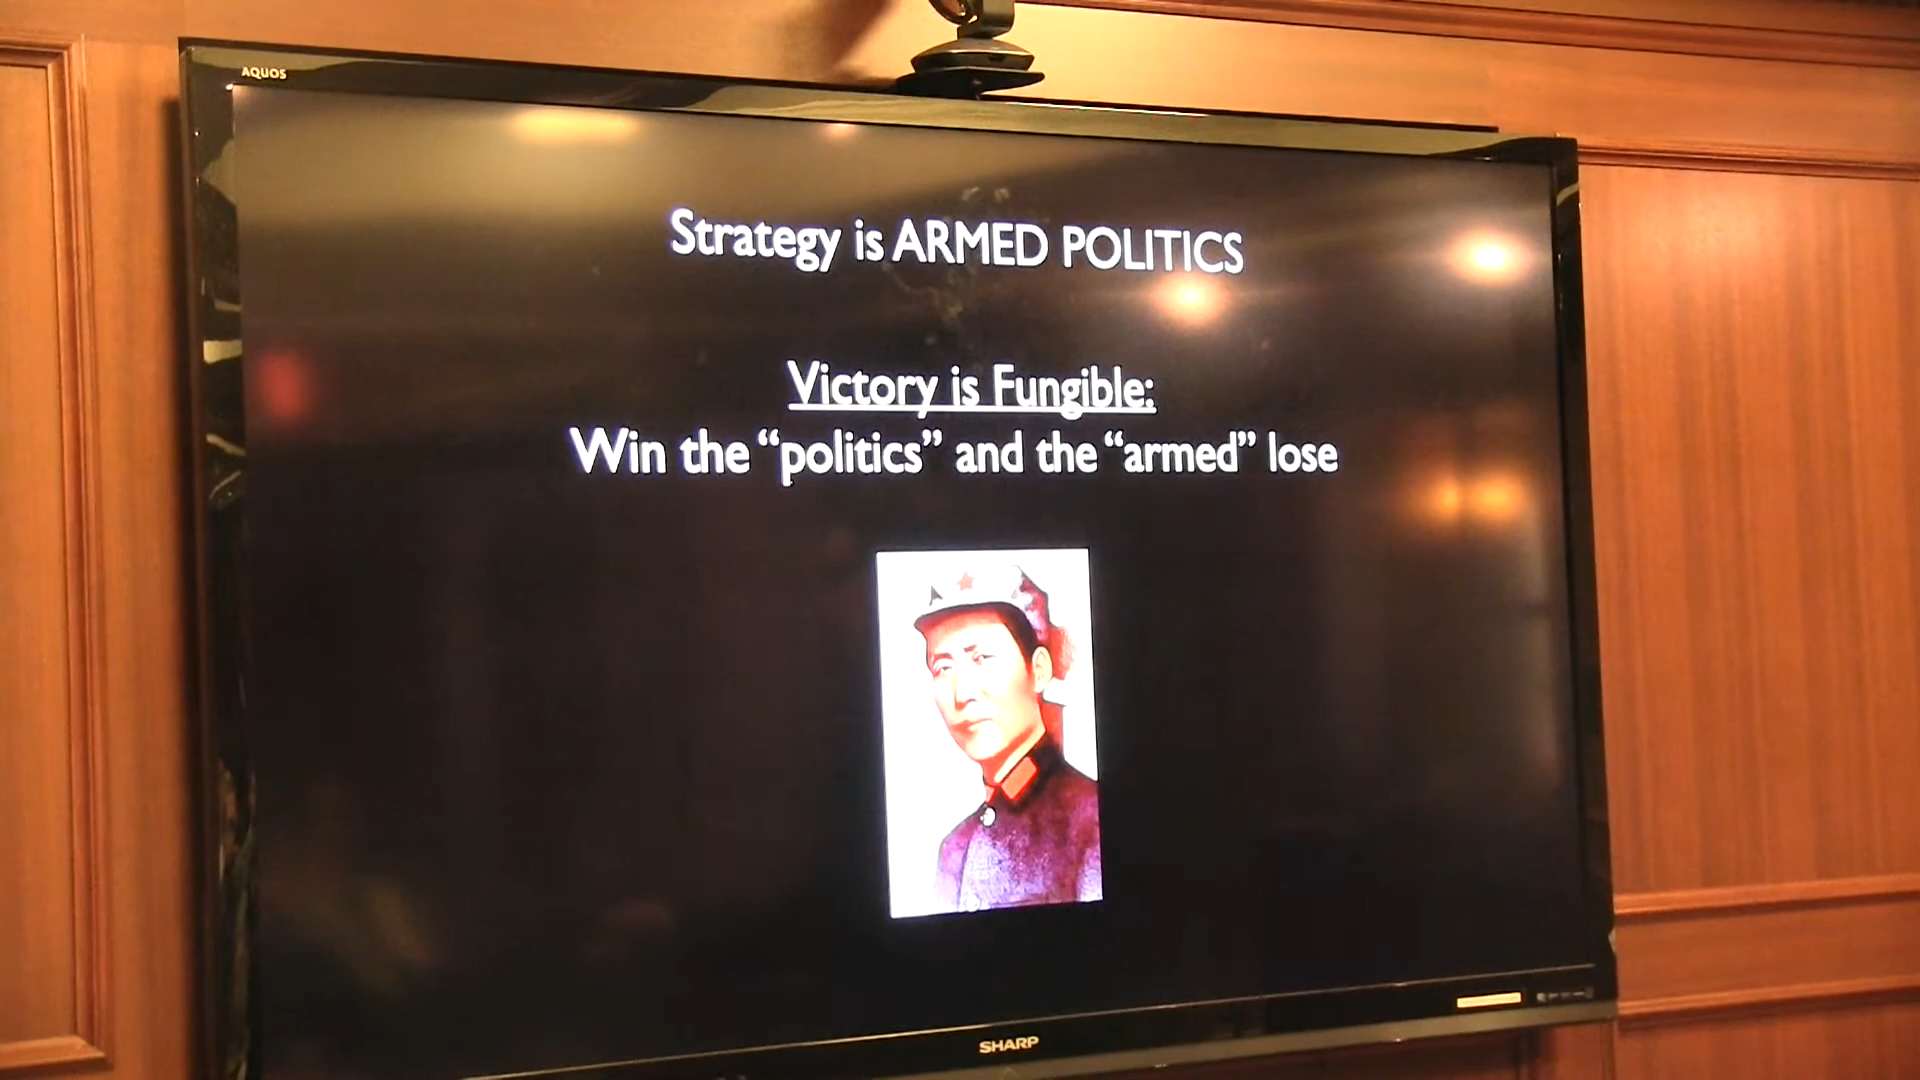 AQUOS
Strategy is ARMED POLITICS
Victory is Fungible:
Win the “politics” and the “armed” lose
SHARP